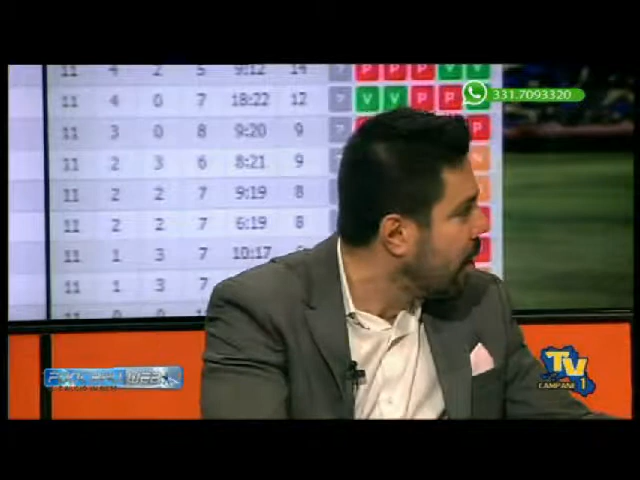 11 4 2 5 9:12 14 ? P P P V V
11 4 0 7 18:22 12 ? V V P P
331.7093320
11 3 0 8 9:20 9 ? P
11 2 3 6 8:21 9 N
11 2 2 7 9:19 8
11 2 2 7 6:19 8
11 1 3 7 10:17
11 1 3 7
WEB
TV
CAMPANE 1